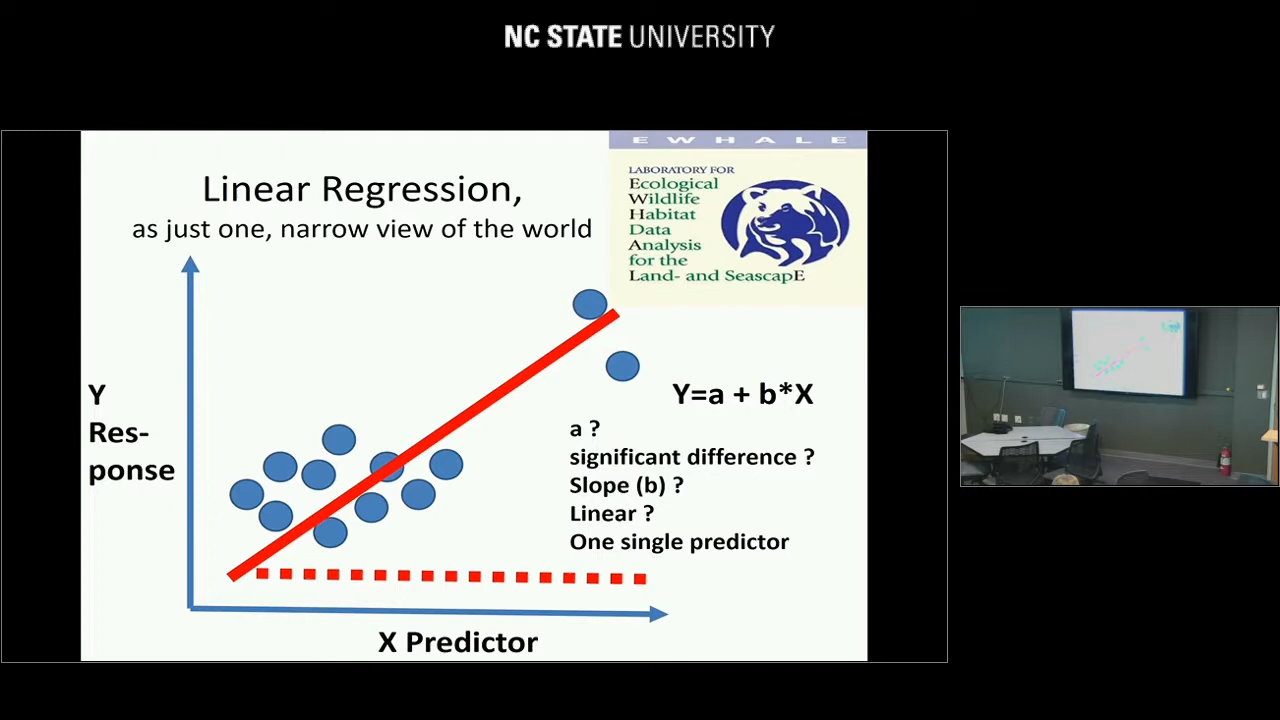 NC STATE UNIVERSITY
E W H A L E
LABORATORY FOR
Ecological
Wildlife
Habitat
Data
Analysis
for the
Land- and SeascapE
Linear Regression,
as just one, narrow view of the world
Y
Res-
ponse
Y=a + b*X
a ?
significant difference ?
Slope (b) ?
Linear ?
One single predictor
X Predictor